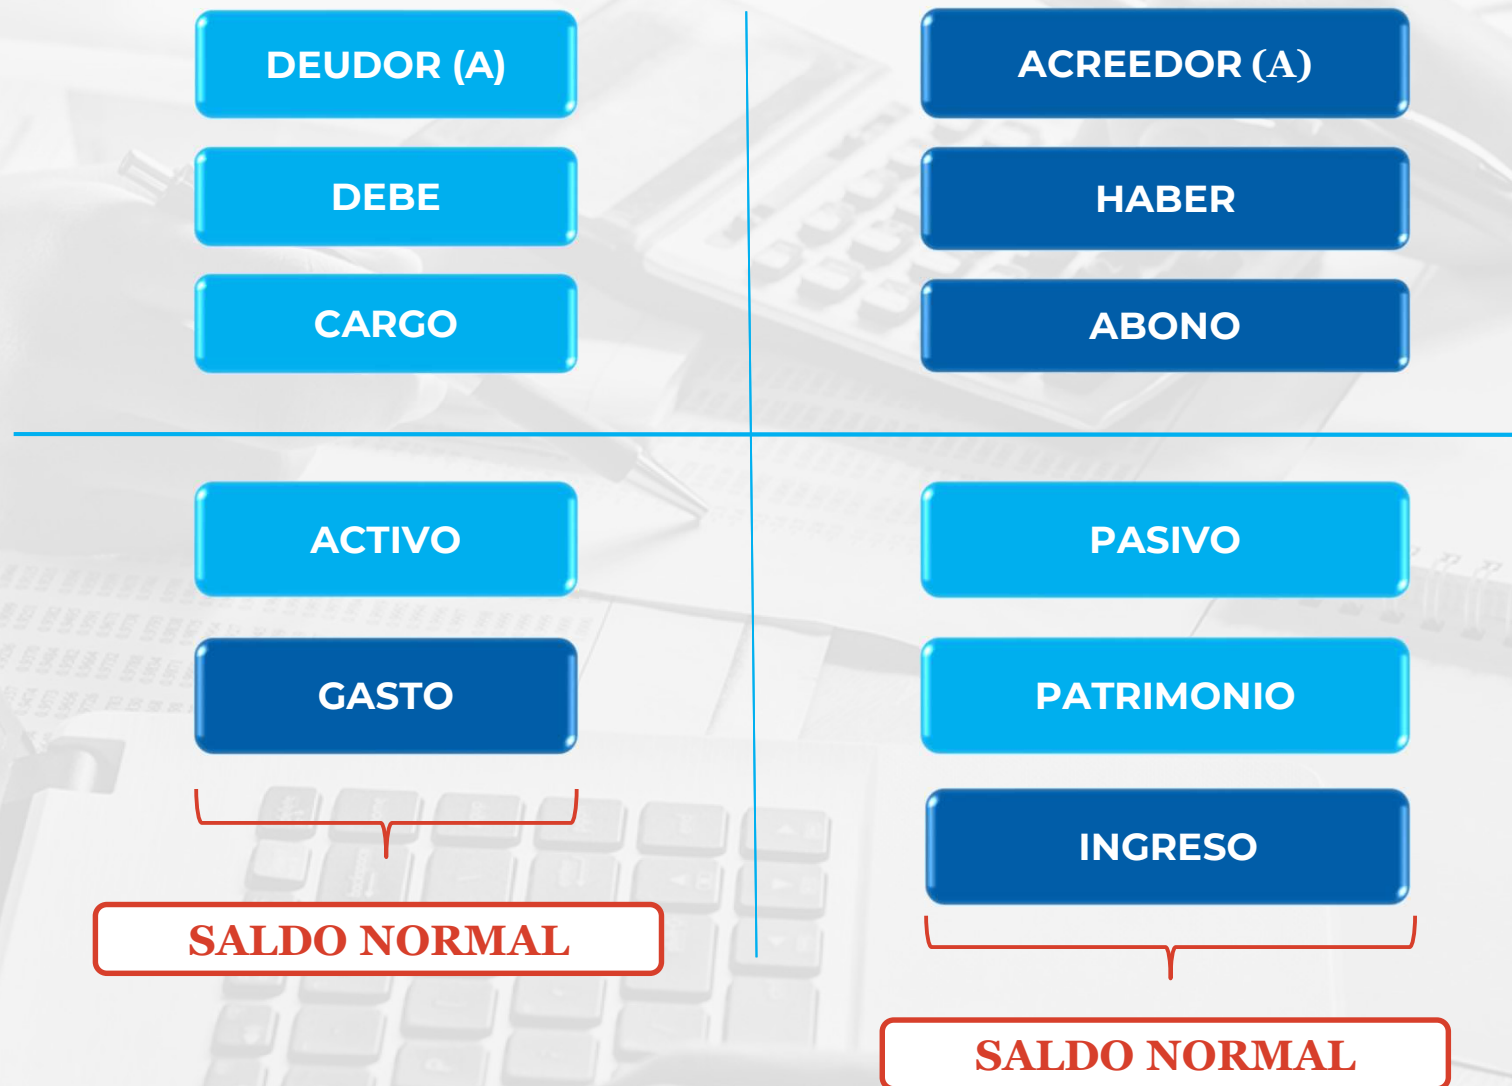 DEUDOR (A)
ACREEDOR (A)
DEBE
HABER
CARGO
ABONO
ACTIVO
PASIVO
GASTO
PATRIMONIO
INGRESO
SALDO NORMAL
SALDO NORMAL